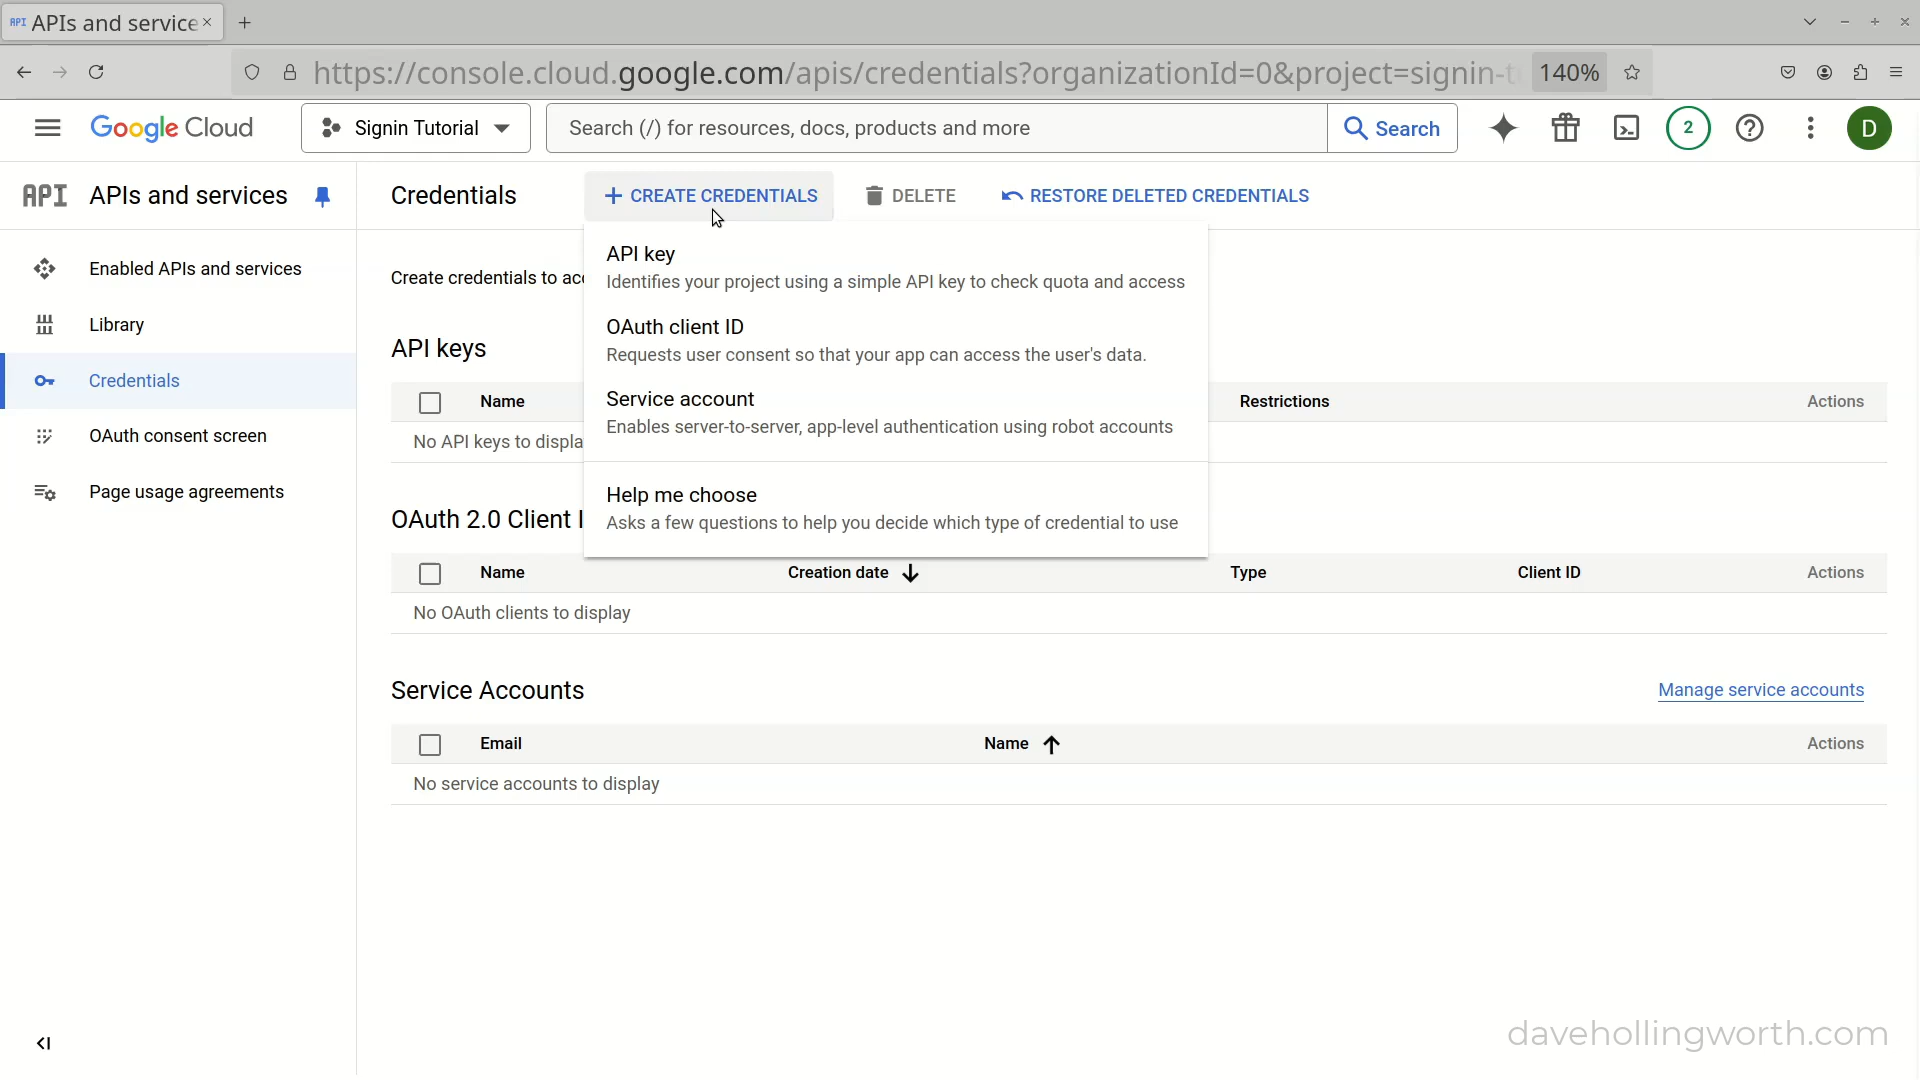 API APIs and service
https://console.cloud.google.com/apis/credentials?organizationId=0&project=signin-t
140%
Google Cloud
Signin Tutorial
Search (/) for resources, docs, products and more
Search
2
D
API APIs and services
Credentials
CREATE CREDENTIALS
DELETE
RESTORE DELETED CREDENTIALS
Enabled APIs and services
Library
Credentials
OAuth consent screen
Page usage agreements
Create credentials to acc
API key
Identifies your project using a simple API key to check quota and access
OAuth client ID
Requests user consent so that your app can access the user's data.
Service account
Enables server-to-server, app-level authentication using robot accounts
Help me choose
Asks a few questions to help you decide which type of credential to use
API keys
Name
Restrictions
Actions
No API keys to displa
OAuth 2.0 Client I
Name
Creation date
Type
Client ID
Actions
No OAuth clients to display
Service Accounts
Manage service accounts
Email
Name
Actions
No service accounts to display
davehollingworth.com